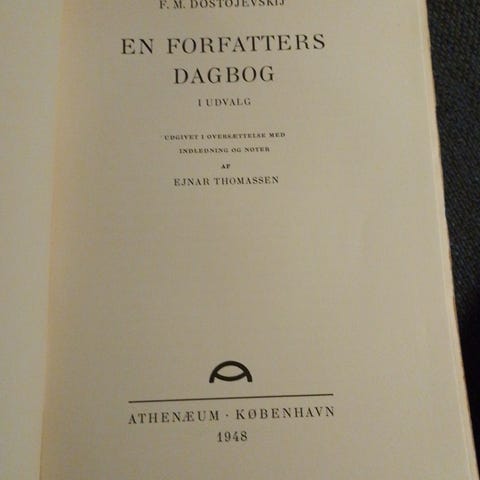 F. M. DOSTOJEVSKIJ
EN FORFATTERS
DAGBOG
I UDVALG
UDGIVET I OVERSÆTTELSE MED
INDLEDNING OG NOTER
AF
EJNAR THOMASSEN
ATHENÆUM · KØBENHAVN
1948